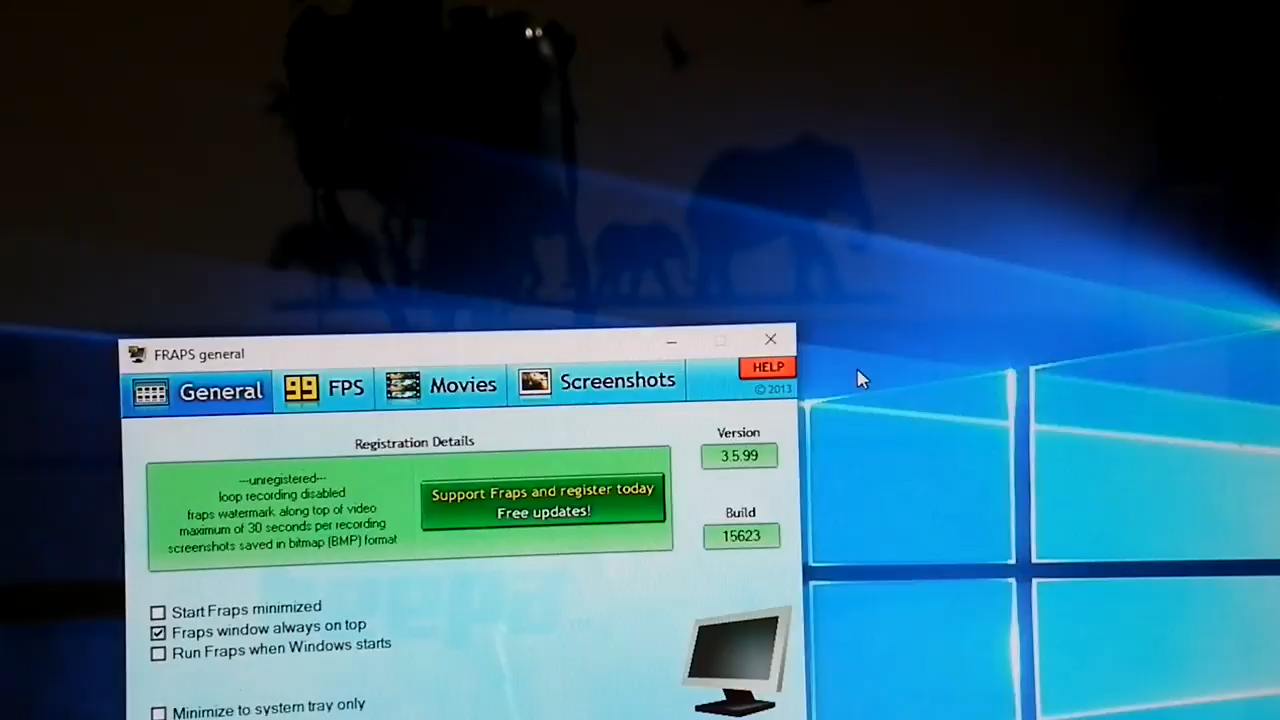 FRAPS general
General
99
FPS
Movies
Screenshots
HELP
© 2013
Registration Details
---unregistered---
loop recording disabled
fraps watermark along top of video
maximum of 30 seconds per recording
screenshots saved in bitmap (BMP) format
Support Fraps and register today
Free updates!
Version
3.5.99
Build
15623
Start Fraps minimized
Fraps window always on top
Run Fraps when Windows starts
Minimize to system tray only